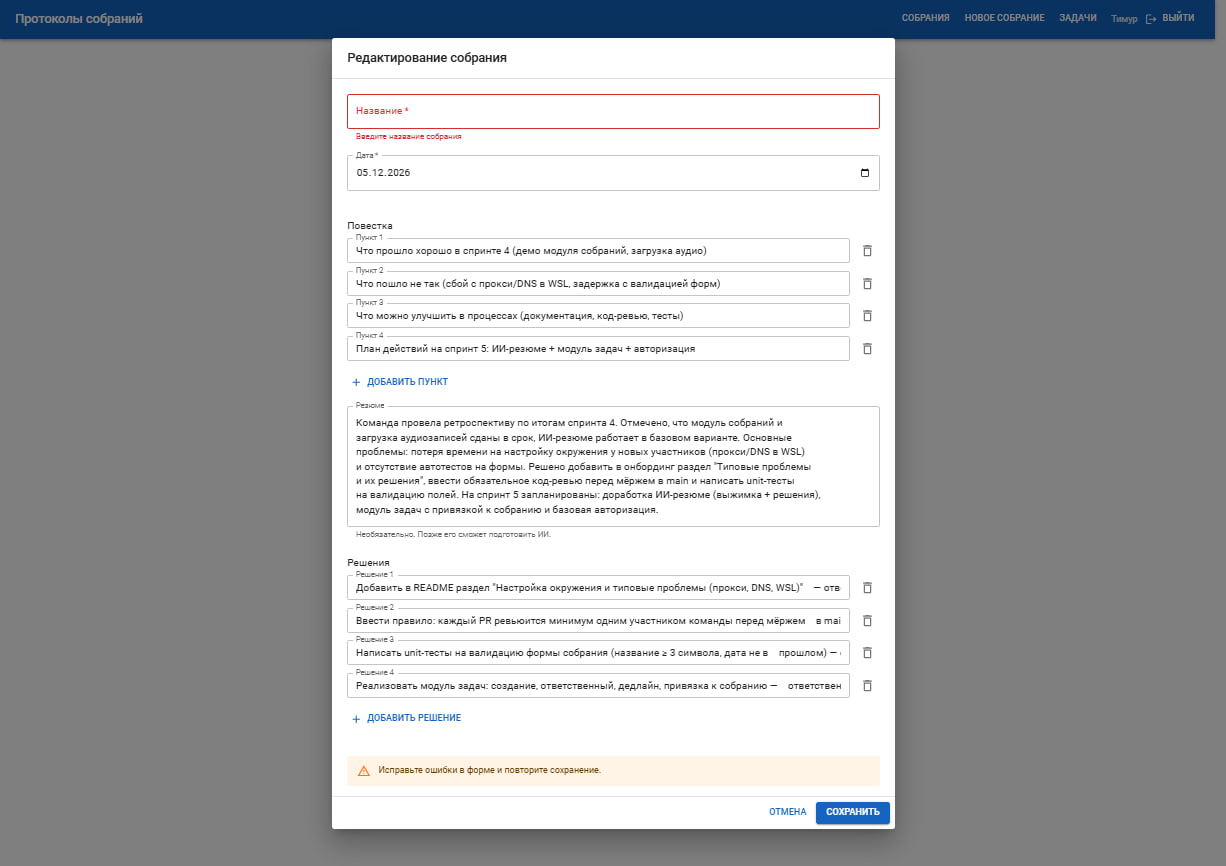 Протоколы собраний
СОБРАНИЯ НОВОЕ СОБРАНИЕ ЗАДАЧИ Тимур ВЫЙТИ
Редактирование собрания
Название *
Введите название собрания
Дата *
05.12.2026
Повестка
Пункт 1
Что прошло хорошо в спринте 4 (демо модуля собраний, загрузка аудио)
Пункт 2
Что пошло не так (сбой с прокси/DNS в WSL, задержка с валидацией форм)
Пункт 3
Что можно улучшить в процессах (документация, код-ревью, тесты)
Пункт 4
План действий на спринт 5: ИИ-резюме + модуль задач + авторизация
+ ДОБАВИТЬ ПУНКТ
Резюме
Команда провела ретроспективу по итогам спринта 4. Отмечено, что модуль собраний и
загрузка аудиозаписей сданы в срок, ИИ-резюме работает в базовом варианте. Основные
проблемы: потеря времени на настройку окружения у новых участников (прокси/DNS в WSL)
и отсутствие автотестов на формы. Решено добавить в онбординг раздел "Типовые проблемы
и их решения", ввести обязательное код-ревью перед мёржем в main и написать unit-тесты
на валидацию полей. На спринт 5 запланированы: доработка ИИ-резюме (выжимка + решения),
модуль задач с привязкой к собранию и базовая авторизация.
Необязательно. Позже его сможет подготовить ИИ.
Решения
Решение 1
Добавить в README раздел "Настройка окружения и типовые проблемы (прокси, DNS, WSL)" — отв
Решение 2
Ввести правило: каждый PR ревьюится минимум одним участником команды перед мёржем в mai
Решение 3
Написать unit-тесты на валидацию формы собрания (название ≥ 3 символа, дата не в прошлом) —
Решение 4
Реализовать модуль задач: создание, ответственный, дедлайн, привязка к собранию — ответствен
+ ДОБАВИТЬ РЕШЕНИЕ
Исправьте ошибки в форме и повторите сохранение.
ОТМЕНА СОХРАНИТЬ